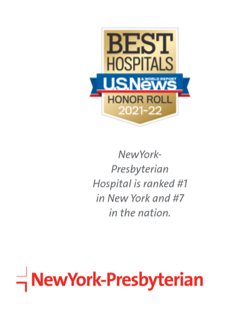 BEST
HOSPITALS
U.S. News
& WORLD REPORT
HONOR ROLL
2021-22
NewYork-
Presbyterian
Hospital is ranked #1
in New York and #7
in the nation.
NewYork-Presbyterian